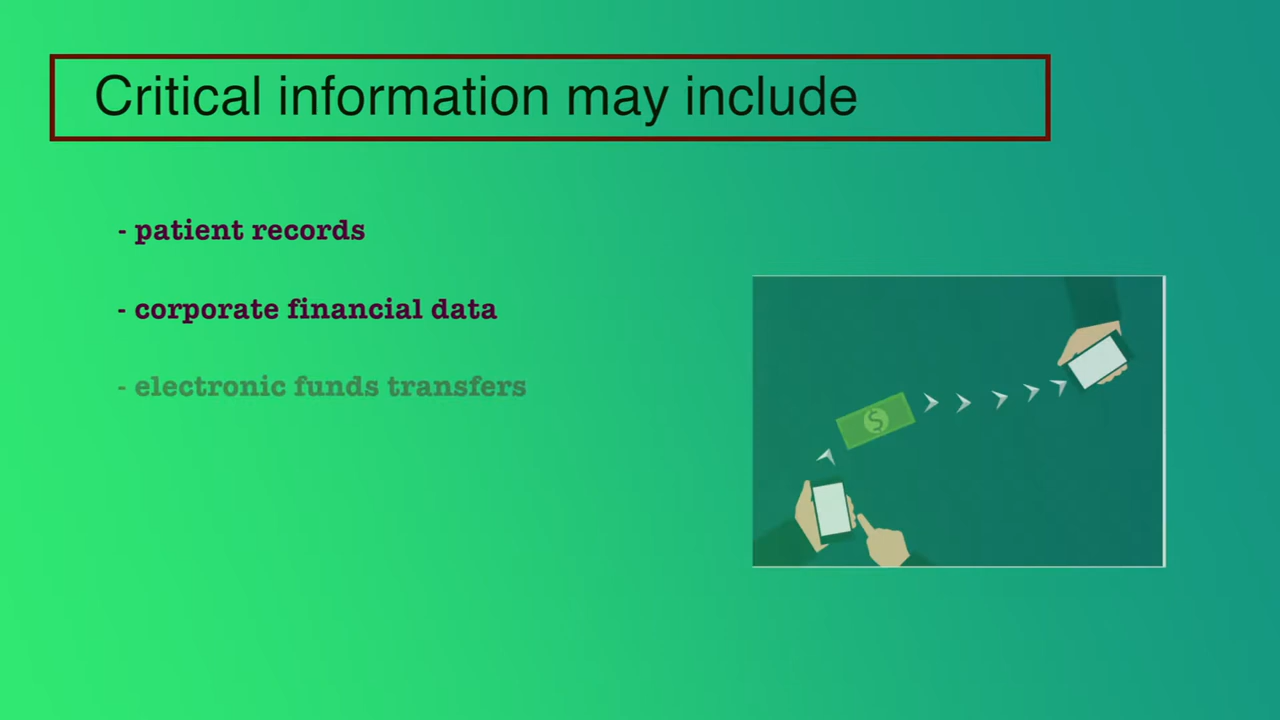 Critical information may include
- patient records
- corporate financial data
- electronic funds transfers
$